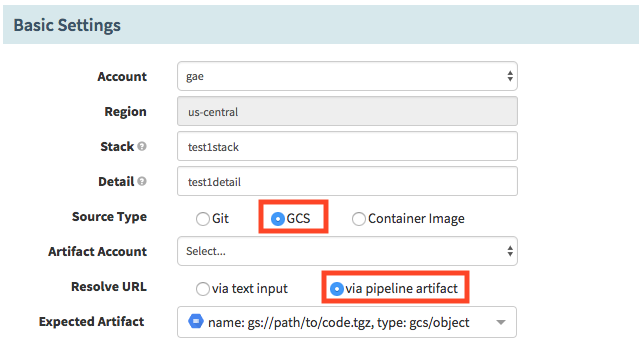 Basic Settings
Account gae
Region us-central
Stack test1stack
Detail test1detail
Source Type Git GCS Container Image
Artifact Account Select...
Resolve URL via text input via pipeline artifact
Expected Artifact name: gs://path/to/code.tgz, type: gcs/object